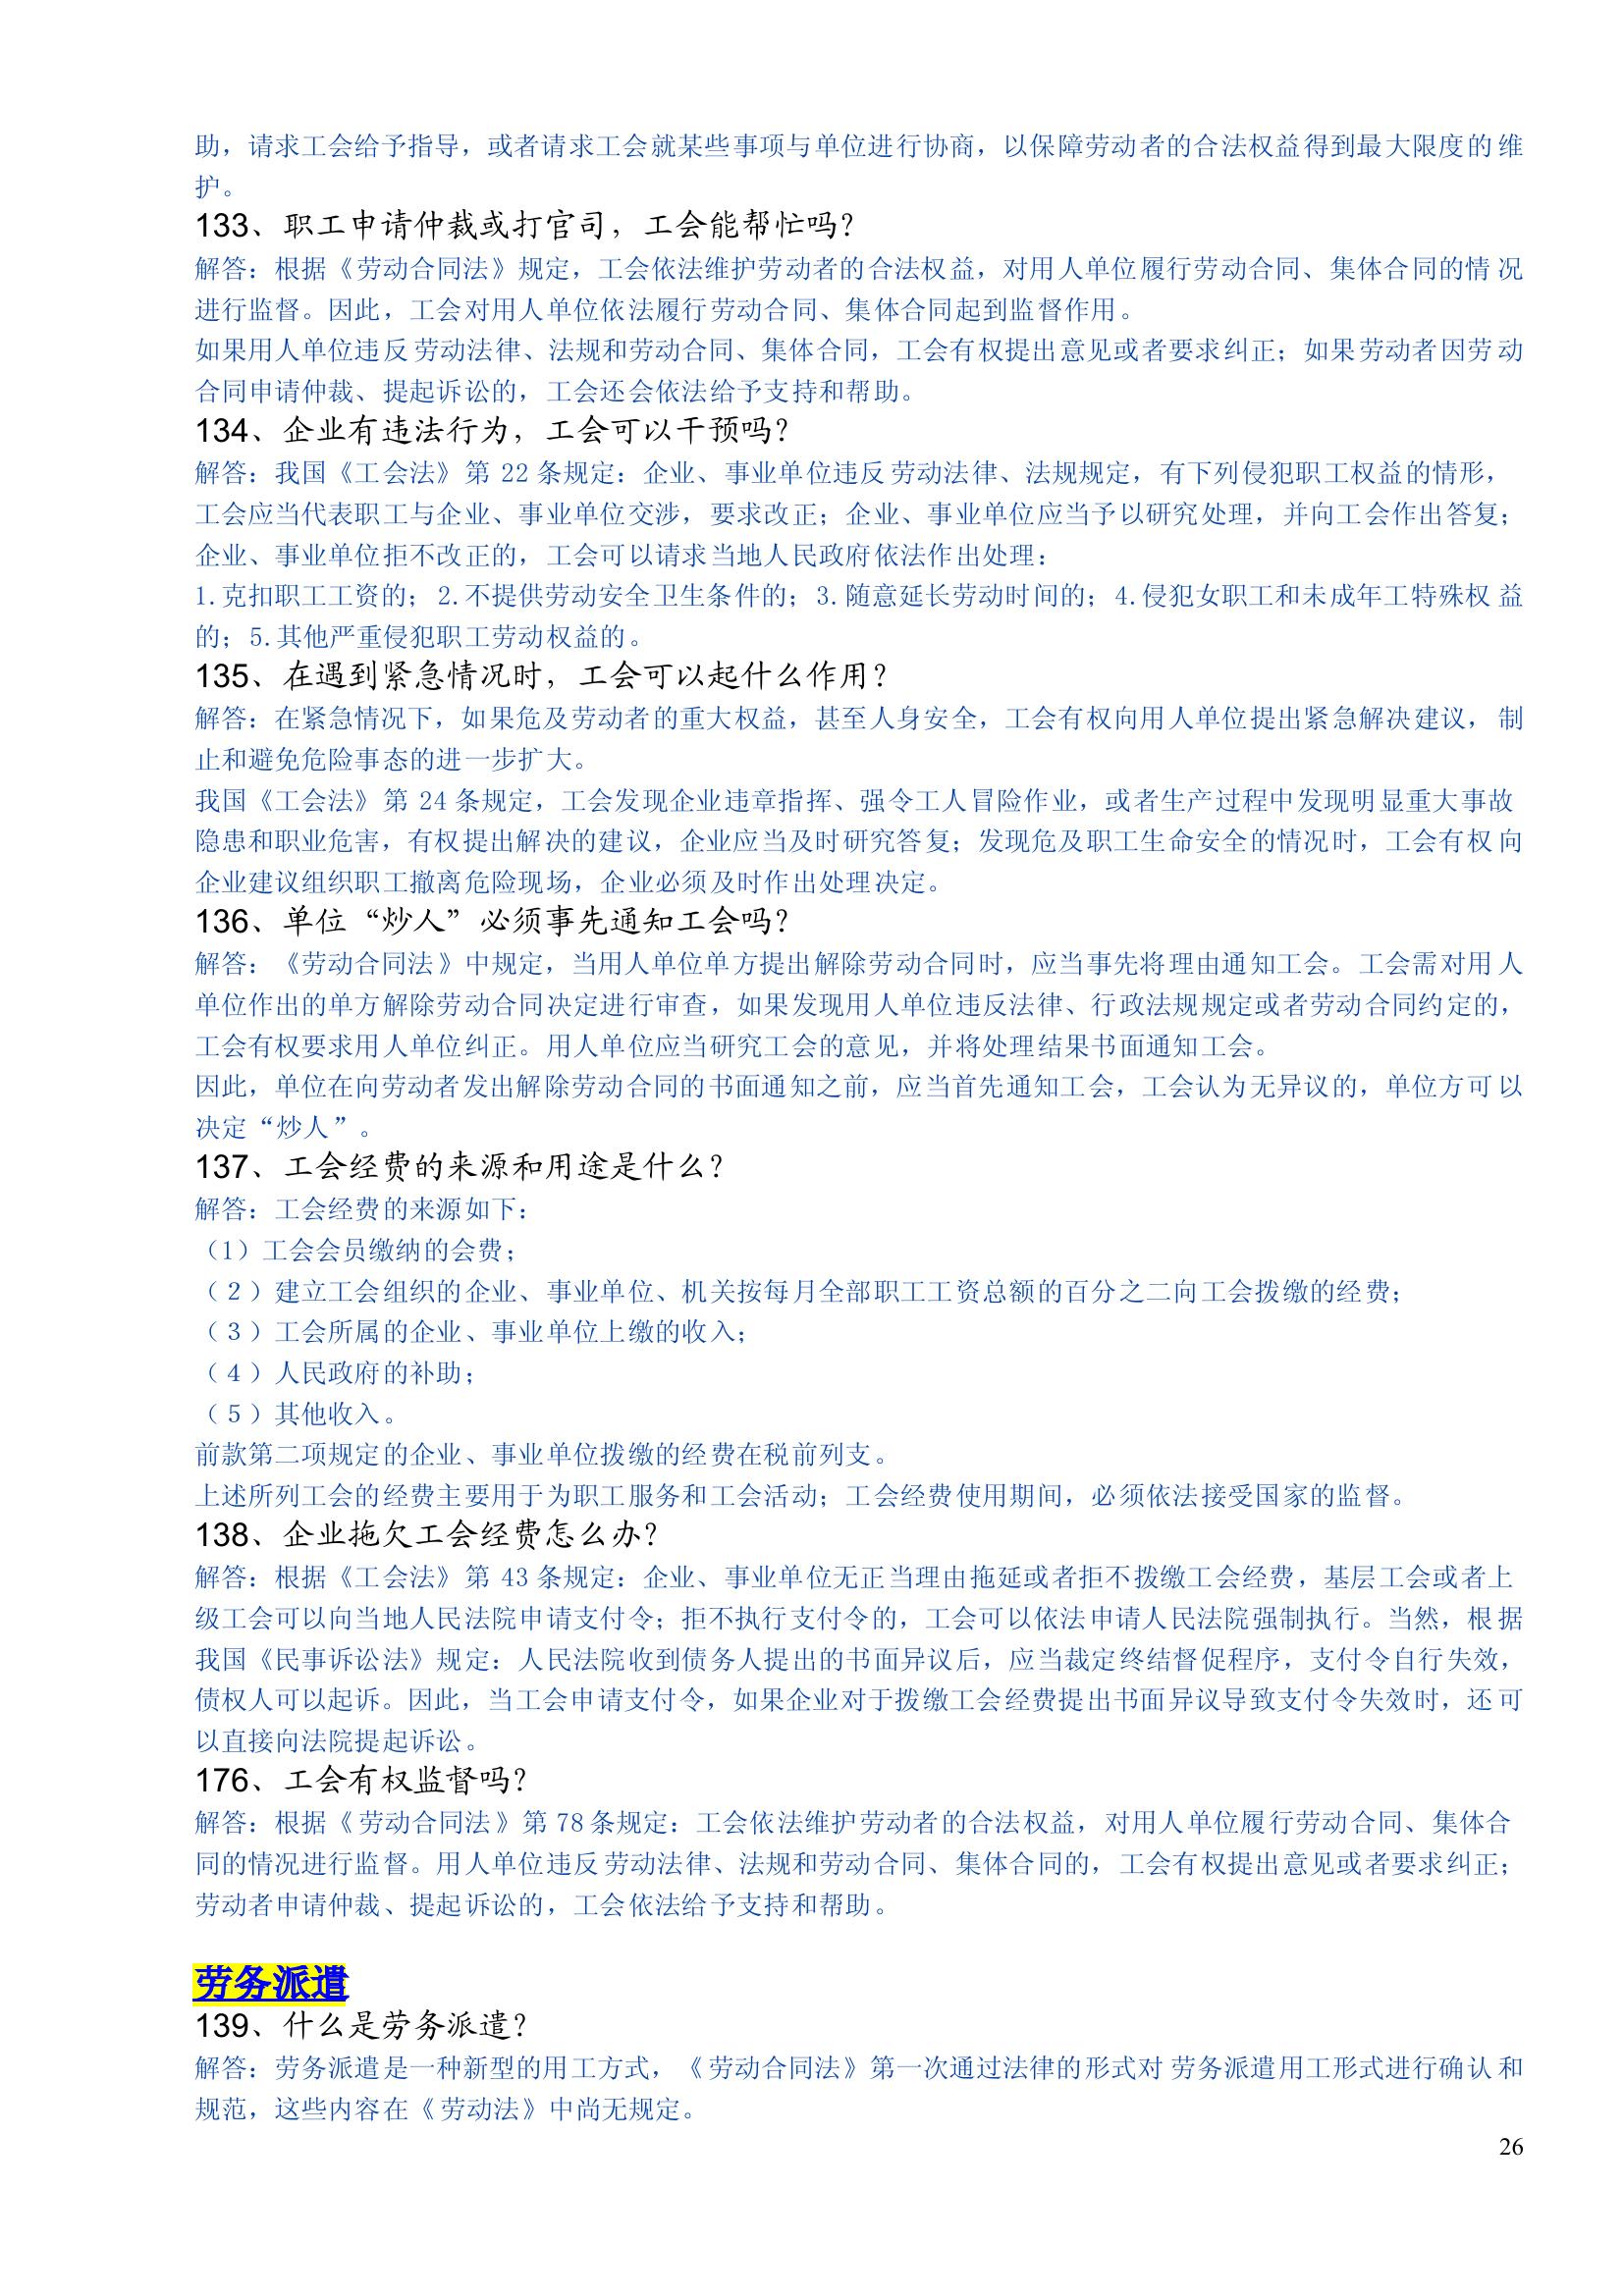 助，请求工会给予指导，或者请求工会就某些事项与单位进行协商，以保障劳动者的合法权益得到最大限度的维
护。
133、职工申请仲裁或打官司，工会能帮忙吗？
解答：根据《劳动合同法》规定，工会依法维护劳动者的合法权益，对用人单位履行劳动合同、集体合同的情况
进行监督。因此，工会对用人单位依法履行劳动合同、集体合同起到监督作用。
如果用人单位违反劳动法律、法规和劳动合同、集体合同，工会有权提出意见或者要求纠正；如果劳动者因劳动
合同申请仲裁、提起诉讼的，工会还会依法给予支持和帮助。
134、企业有违法行为，工会可以干预吗？
解答：我国《工会法》第 22 条规定：企业、事业单位违反劳动法律、法规规定，有下列侵犯职工权益的情形，
工会应当代表职工与企业、事业单位交涉，要求改正；企业、事业单位应当予以研究处理，并向工会作出答复；
企业、事业单位拒不改正的，工会可以请求当地人民政府依法作出处理：
1.克扣职工工资的；2.不提供劳动安全卫生条件的；3.随意延长劳动时间的；4.侵犯女职工和未成年工特殊权益
的；5.其他严重侵犯职工劳动权益的。
135、在遇到紧急情况时，工会可以起什么作用？
解答：在紧急情况下，如果危及劳动者的重大权益，甚至人身安全，工会有权向用人单位提出紧急解决建议，制
止和避免危险事态的进一步扩大。
我国《工会法》第 24 条规定，工会发现企业违章指挥、强令工人冒险作业，或者生产过程中发现明显重大事故
隐患和职业危害，有权提出解决的建议，企业应当及时研究答复；发现危及职工生命安全的情况时，工会有权向
企业建议组织职工撤离危险现场，企业必须及时作出处理决定。
136、单位“炒人”必须事先通知工会吗？
解答：《劳动合同法》中规定，当用人单位单方提出解除劳动合同时，应当事先将理由通知工会。工会需对用人
单位作出的单方解除劳动合同决定进行审查，如果发现用人单位违反法律、行政法规规定或者劳动合同约定的，
工会有权要求用人单位纠正。用人单位应当研究工会的意见，并将处理结果书面通知工会。
因此，单位在向劳动者发出解除劳动合同的书面通知之前，应当首先通知工会，工会认为无异议的，单位方可以
决定“炒人”。
137、工会经费的来源和用途是什么？
解答：工会经费的来源如下：
（1）工会会员缴纳的会费；
（２）建立工会组织的企业、事业单位、机关按每月全部职工工资总额的百分之二向工会拨缴的经费；
（３）工会所属的企业、事业单位上缴的收入；
（４）人民政府的补助；
（５）其他收入。
前款第二项规定的企业、事业单位拨缴的经费在税前列支。
上述所列工会的经费主要用于为职工服务和工会活动；工会经费使用期间，必须依法接受国家的监督。
138、企业拖欠工会经费怎么办？
解答：根据《工会法》第 43 条规定：企业、事业单位无正当理由拖延或者拒不拨缴工会经费，基层工会或者上
级工会可以向当地人民法院申请支付令；拒不执行支付令的，工会可以依法申请人民法院强制执行。当然，根据
我国《民事诉讼法》规定：人民法院收到债务人提出的书面异议后，应当裁定终结督促程序，支付令自行失效，
债权人可以起诉。因此，当工会申请支付令，如果企业对于拨缴工会经费提出书面异议导致支付令失效时，还可
以直接向法院提起诉讼。
176、工会有权监督吗？
解答：根据《劳动合同法》第 78 条规定：工会依法维护劳动者的合法权益，对用人单位履行劳动合同、集体合
同的情况进行监督。用人单位违反劳动法律、法规和劳动合同、集体合同的，工会有权提出意见或者要求纠正；
劳动者申请仲裁、提起诉讼的，工会依法给予支持和帮助。
劳务派遣
139、什么是劳务派遣？
解答：劳务派遣是一种新型的用工方式，《劳动合同法》第一次通过法律的形式对劳务派遣用工形式进行确认和
规范，这些内容在《劳动法》中尚无规定。
26